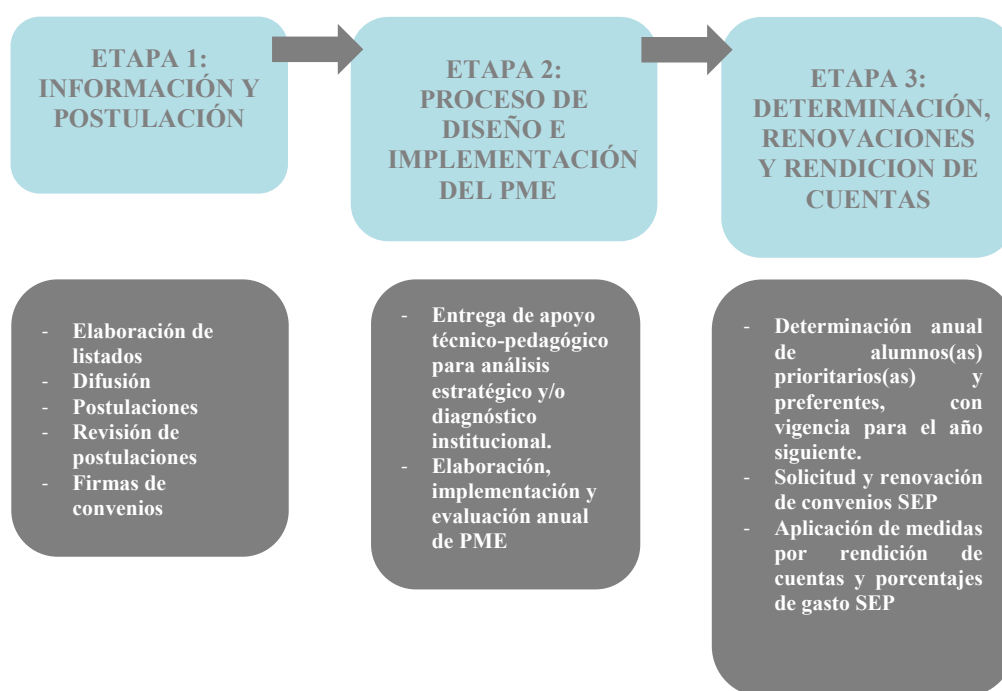 ETAPA 1:
INFORMACIÓN Y
POSTULACIÓN
ETAPA 2:
PROCESO DE
DISEÑO E
IMPLEMENTACIÓN
DEL PME
ETAPA 3:
DETERMINACIÓN,
RENOVACIONES
Y RENDICION DE
CUENTAS
- Elaboración de
listados
- Difusión
- Postulaciones
- Revisión de
postulaciones
- Firmas de
convenios
- Entrega de apoyo
técnico-pedagógico
para análisis
estratégico y/o
diagnóstico
institucional.
- Elaboración,
implementación y
evaluación anual
de PME
- Determinación anual
de alumnos(as)
prioritarios(as) y
preferentes, con
vigencia para el año
siguiente.
- Solicitud y renovación
de convenios SEP
- Aplicación de medidas
por rendición de
cuentas y porcentajes
de gasto SEP